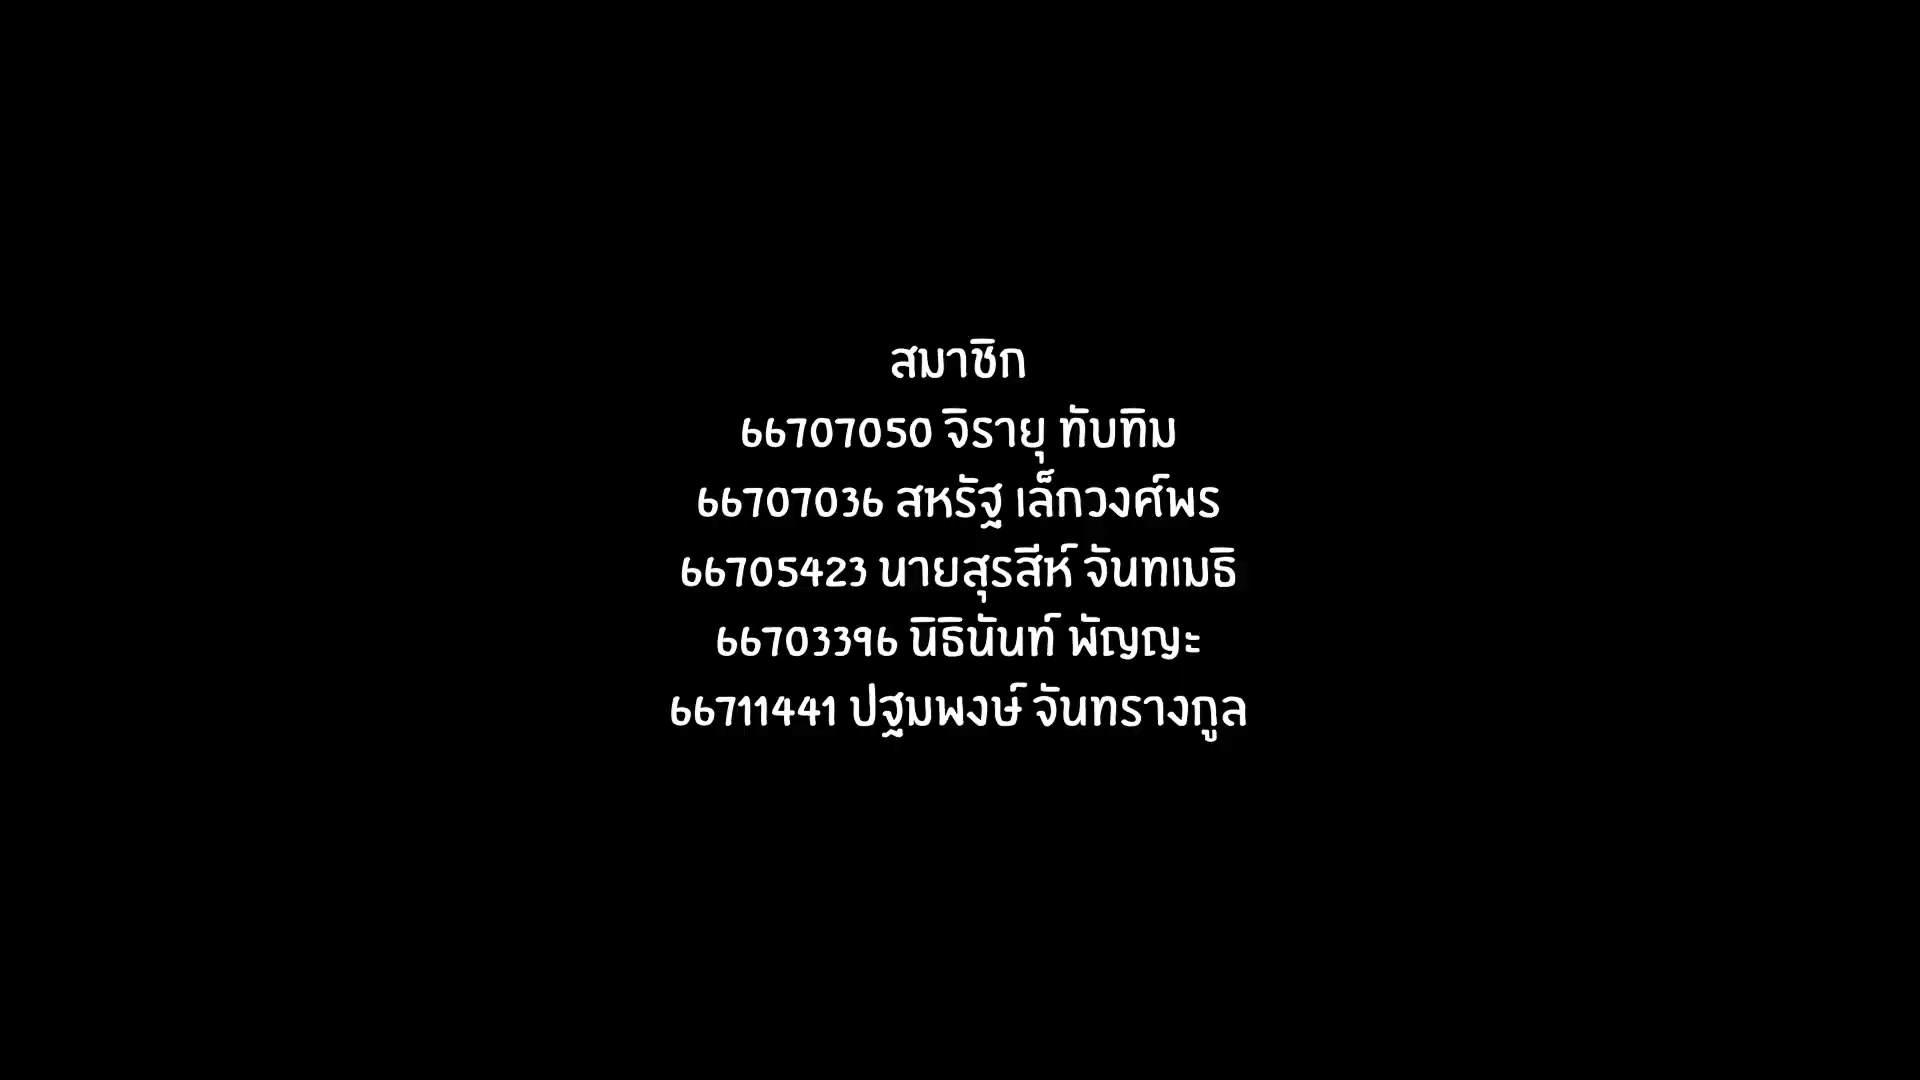 สมาชิก
66707050 จิรายุ ทับทิม
66707036 สหรัฐ เล็กวงศ์พร
66705423 นายสุรสีห์ จันทเมธิ
66703396 นิธินันท์ พัญญะ
66711441 ปฐมพงษ์ จันทรางกูล